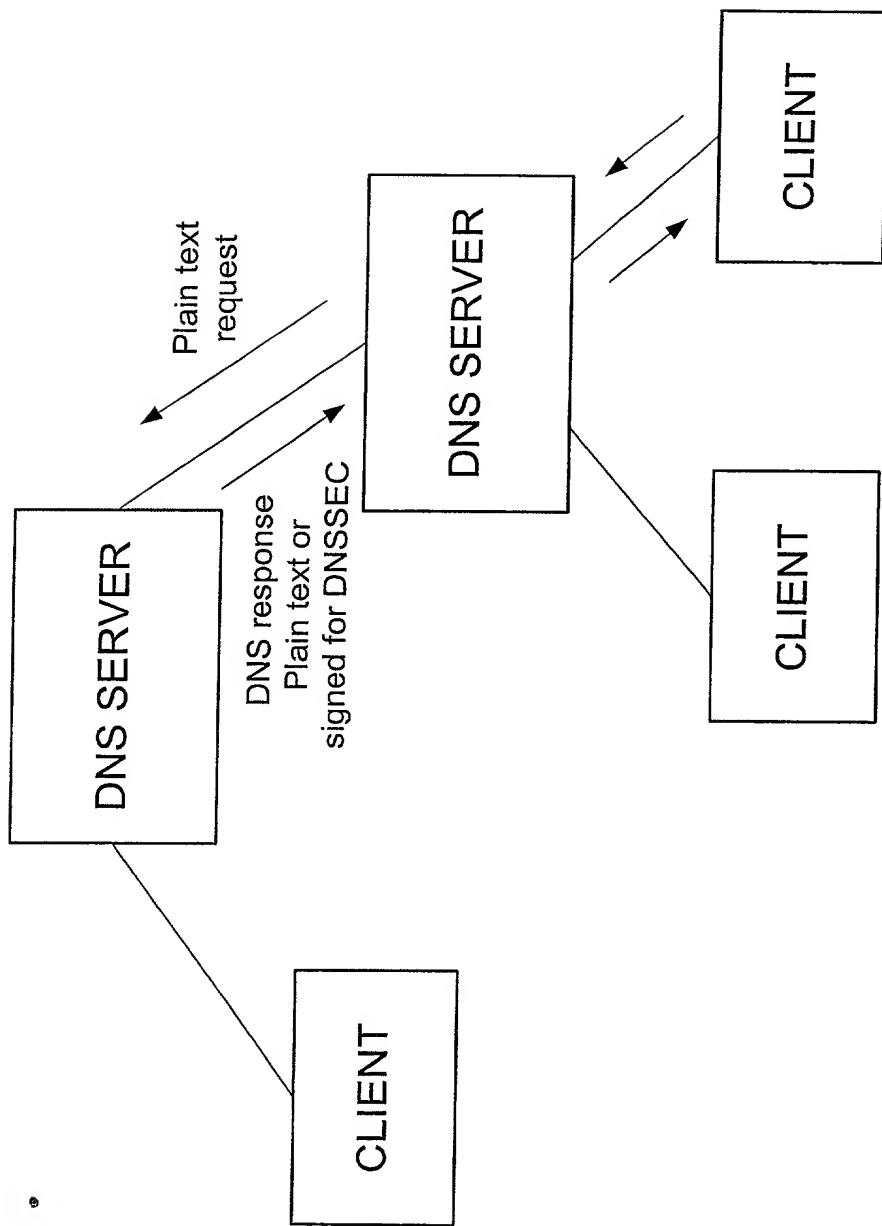 DNS SERVER
Plain text
request
DNS response
Plain text or
signed for DNSSEC
DNS SERVER
CLIENT
CLIENT
CLIENT